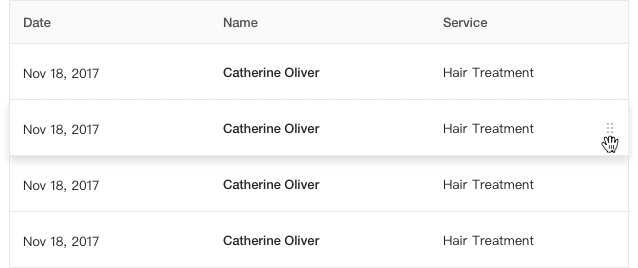 Date Name Service
Nov 18, 2017 Catherine Oliver Hair Treatment
Nov 18, 2017 Catherine Oliver Hair Treatment
Nov 18, 2017 Catherine Oliver Hair Treatment
Nov 18, 2017 Catherine Oliver Hair Treatment